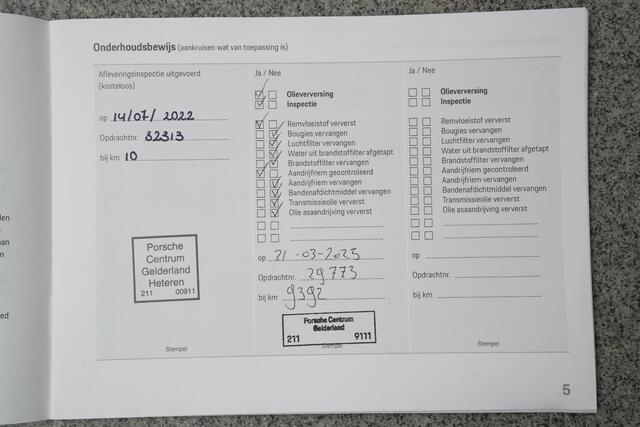 Onderhoudsbewijs (aankruisen wat van toepassing is)
Afleveringsinspectie uitgevoerd
(kosteloos)
op 14/07/2022
Opdrachtnr. 32313
bij km 10
Porsche
Centrum
Gelderland
Heteren
211 00911
Stempel
Ja / Nee
Olieverversing
Inspectie
Remvloeistof ververst
Bougies vervangen
Luchtfilter vervangen
Water uit brandstoffilter afgetapt
Brandstoffilter vervangen
Aandrijfriem gecontroleerd
Aandrijfriem vervangen
Bandenafdichtmiddel vervangen
Transmissieolie ververst
Olie asaandrijving ververst
op 21-03-2025
Opdrachtnr. 29773
bij km 9392
Porsche Centrum
Gelderland
211 9111
Stempel
Ja / Nee
Olieverversing
Inspectie
Remvloeistof ververst
Bougies vervangen
Luchtfilter vervangen
Water uit brandstoffilter afgetapt
Brandstoffilter vervangen
Aandrijfriem gecontroleerd
Aandrijfriem vervangen
Bandenafdichtmiddel vervangen
Transmissieolie ververst
Olie asaandrijving ververst
op
Opdrachtnr.
bij km
Stempel
5